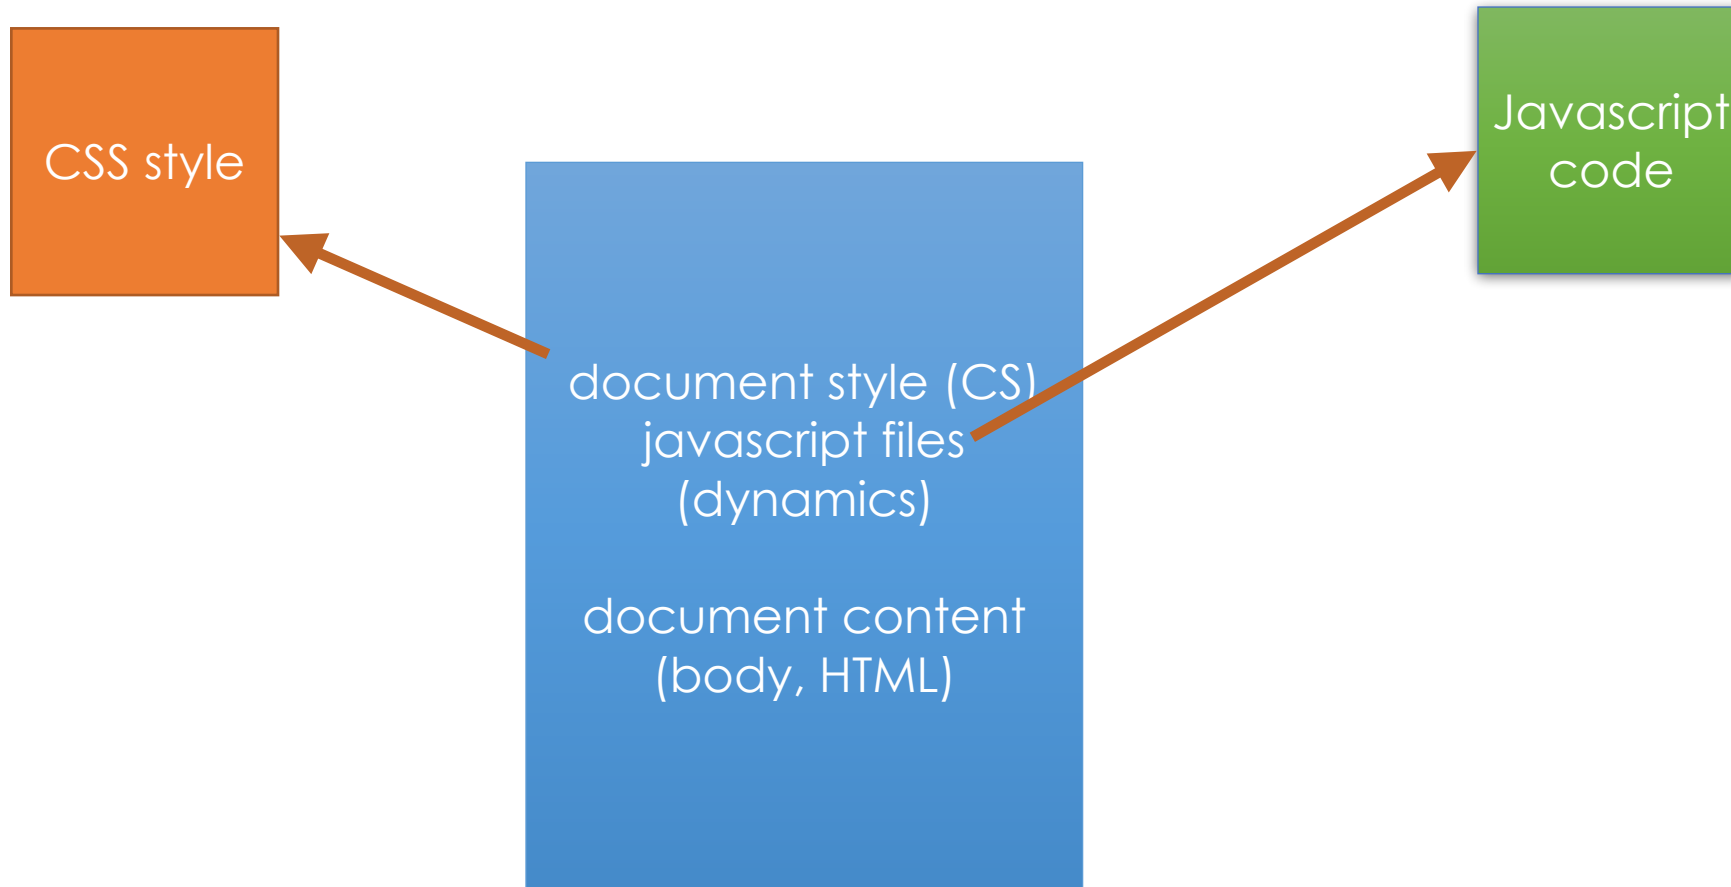 CSS style
Javascript
code
document style (CS)
javascript files
(dynamics)
document content
(body, HTML)